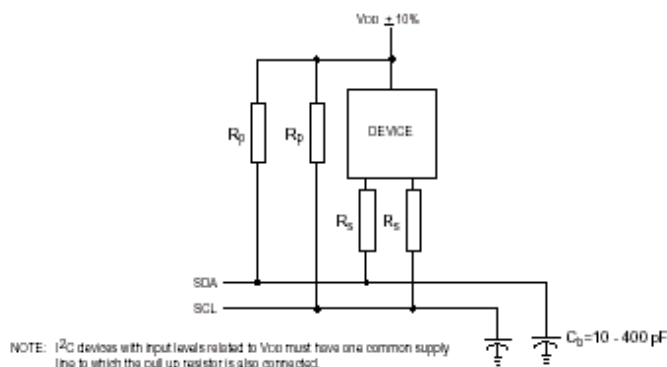 VDD ± 10%
Rp
Rp
DEVICE
Rs
Rs
SDA
SCL
Cb=10 - 400 pF
NOTE: I²C devices with input levels related to VDD must have one common supply
line to which the pull up resistor is also connected.